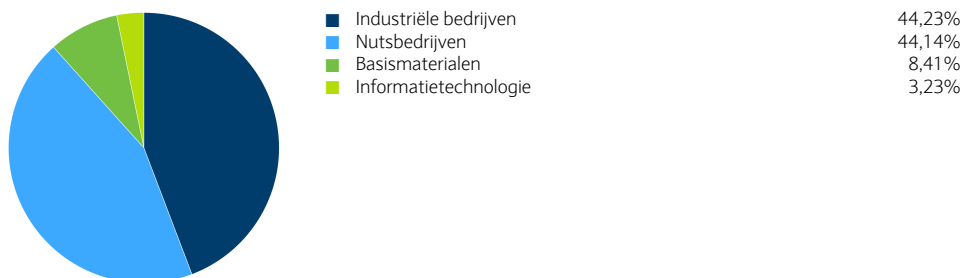 Industriële bedrijven 44,23%
Nutsbedrijven 44,14%
Basismaterialen 8,41%
Informatietechnologie 3,23%